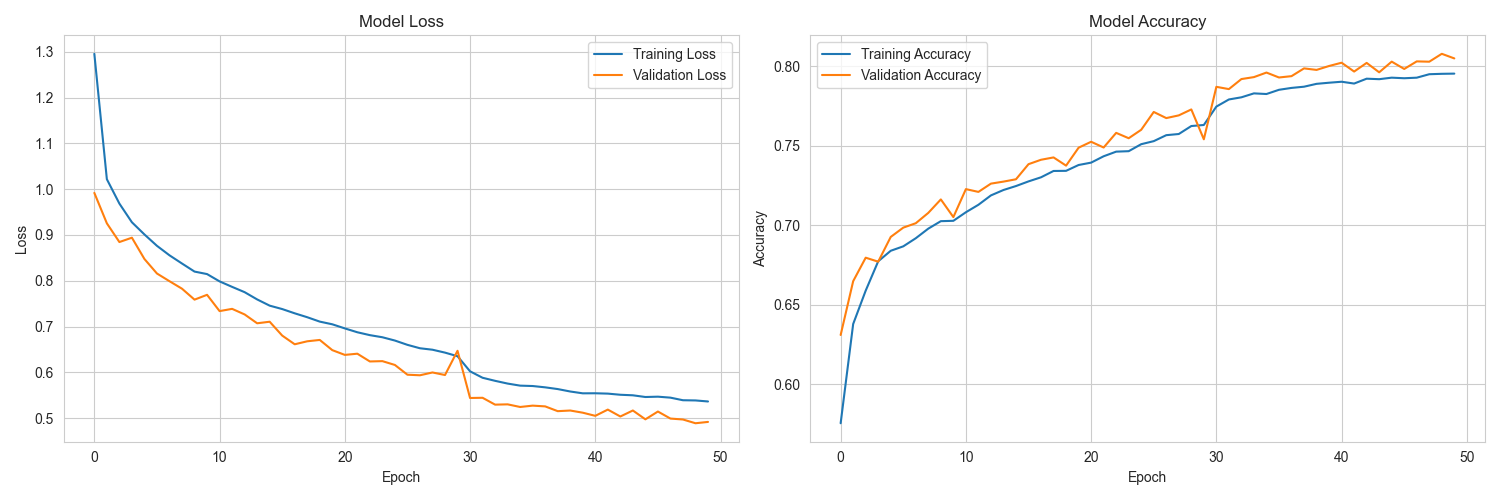 Model Loss
1.3
1.2
1.1
1.0
0.9
0.8
0.7
0.6
0.5
Loss
Training Loss
Validation Loss
0
10
20
30
40
50
Epoch
Model Accuracy
Training Accuracy
Validation Accuracy
0.80
0.75
0.70
0.65
0.60
Accuracy
0
10
20
30
40
50
Epoch